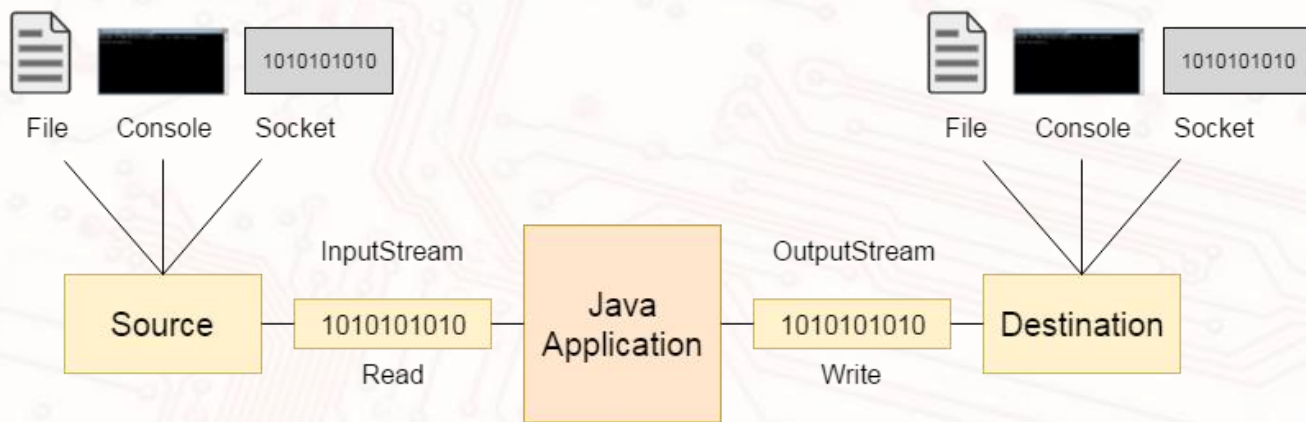 1010101010
1010101010
File
Console
Socket
File
Console
Socket
InputStream
OutputStream
Source
1010101010
Java
Application
1010101010
Destination
Read
Write